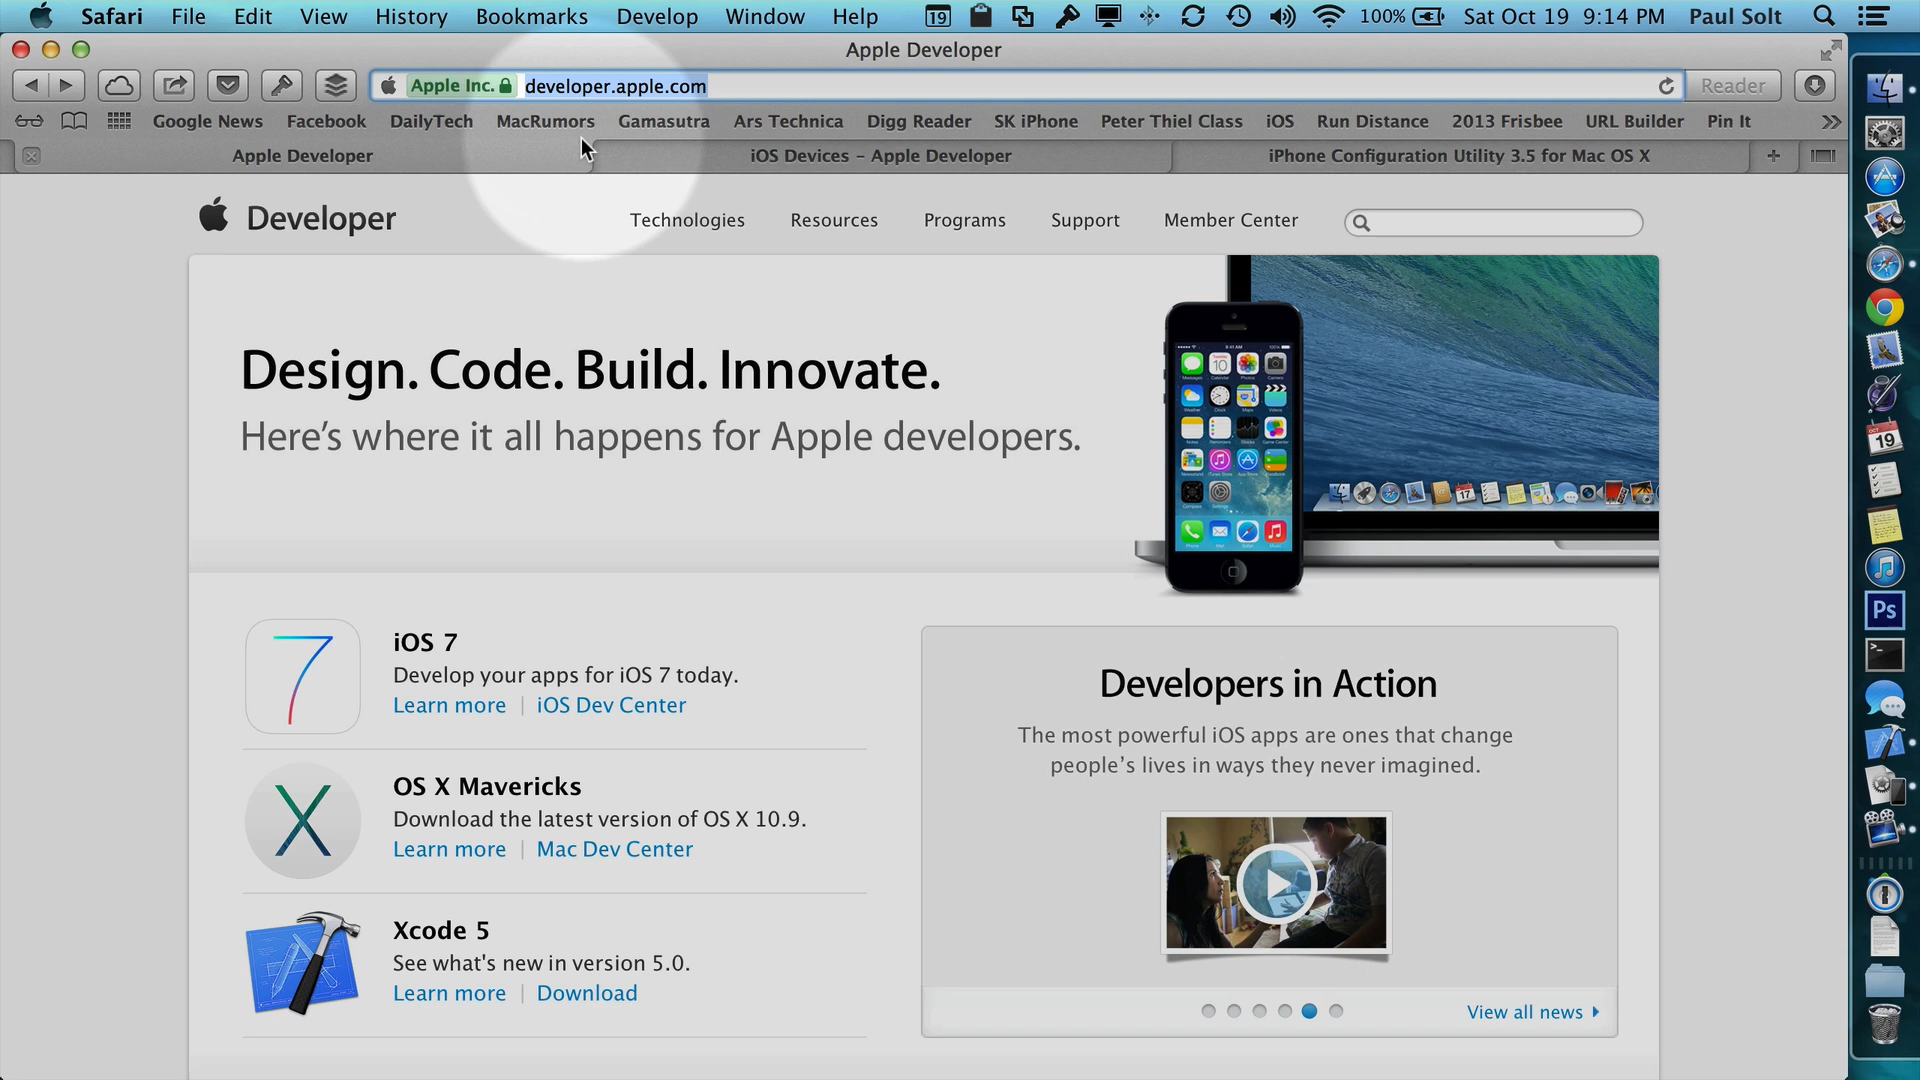 Safari File Edit View History Bookmarks Develop Window Help 19 100% Sat Oct 19 9:14 PM Paul Solt
Apple Developer
Apple Inc. developer.apple.com Reader
Google News Facebook DailyTech MacRumors Gamasutra Ars Technica Digg Reader SK iPhone Peter Thiel Class iOS Run Distance 2013 Frisbee URL Builder Pin It
Apple Developer iOS Devices – Apple Developer iPhone Configuration Utility 3.5 for Mac OS X
Developer Technologies Resources Programs Support Member Center
Design. Code. Build. Innovate.
Here’s where it all happens for Apple developers.
7
iOS 7
Develop your apps for iOS 7 today.
Learn more | iOS Dev Center
X
OS X Mavericks
Download the latest version of OS X 10.9.
Learn more | Mac Dev Center
Xcode 5
See what's new in version 5.0.
Learn more | Download
Developers in Action
The most powerful iOS apps are ones that change
people’s lives in ways they never imagined.
View all news
OCT
19
Ps